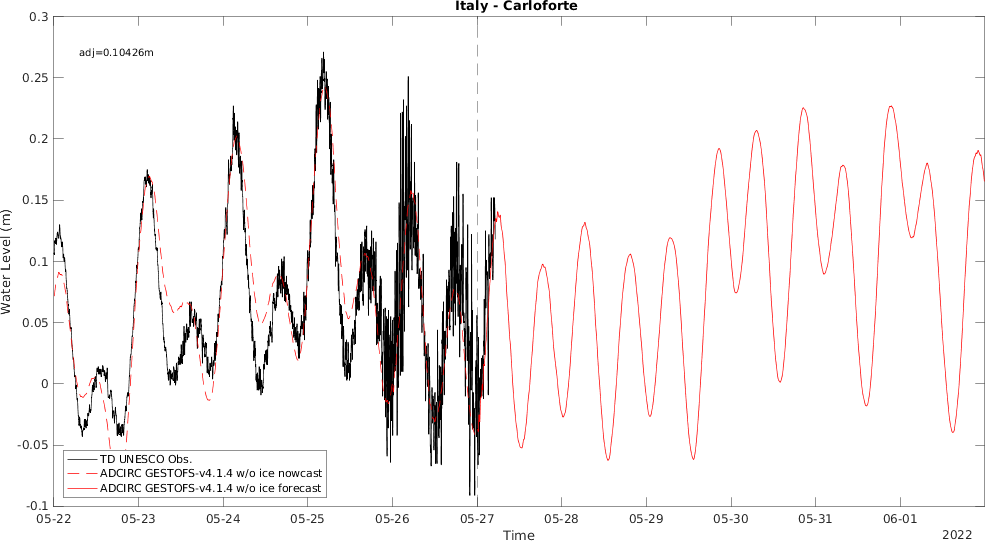 Italy - Carloforte
0.3
adj=0.10426m
0.25
0.2
0.15
0.1
0.05
0
-0.05
-0.1
Water Level (m)
TD UNESCO Obs.
ADCIRC GESTOFS-v4.1.4 w/o ice nowcast
ADCIRC GESTOFS-v4.1.4 w/o ice forecast
05-22 05-23 05-24 05-25 05-26 05-27 05-28 05-29 05-30 05-31 06-01
Time
2022